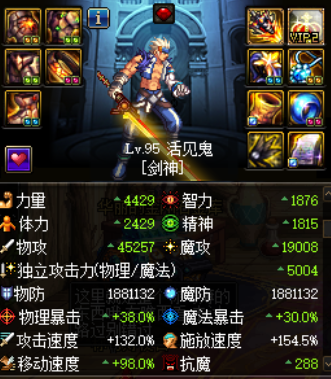 VIP2
Lv.95 活见鬼
[剑神]
力量 4429 智力 1876
体力 2429 精神 1815
物攻 45257 魔攻 19008
独立攻击力(物理/魔法) 5004
物防 1881132 魔防 1881132
物理暴击 +38.0% 魔法暴击 +30.0%
攻击速度 +132.0% 施放速度 +154.5%
移动速度 +98.0% 抗魔 288